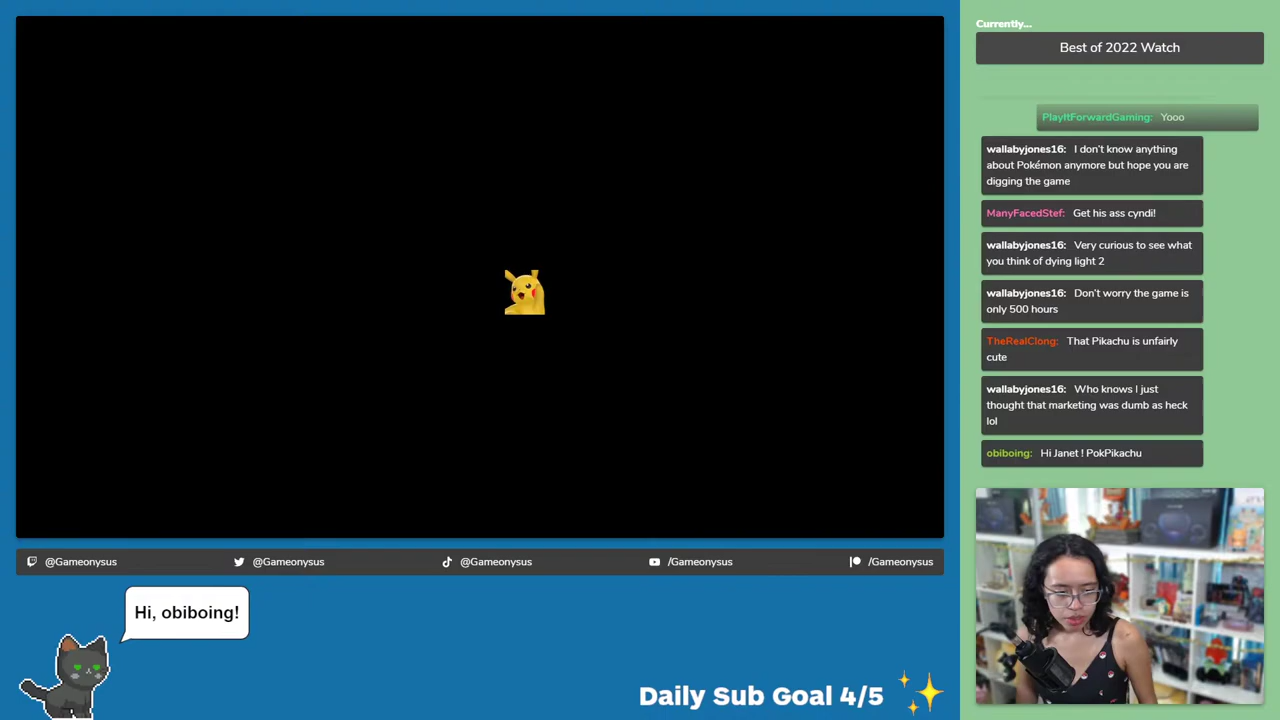 Currently...
Best of 2022 Watch
PlayItForwardGaming: Yooo
wallabyjones16: I don't know anything
about Pokémon anymore but hope you are
digging the game
ManyFacedStef: Get his ass cyndi!
wallabyjones16: Very curious to see what
you think of dying light 2
wallabyjones16: Don't worry the game is
only 500 hours
TheRealClong: That Pikachu is unfairly
cute
wallabyjones16: Who knows I just
thought that marketing was dumb as heck
lol
obiboing: Hi Janet ! PokPikachu
@Gameonysus
@Gameonysus
@Gameonysus
/Gameonysus
/Gameonysus
Hi, obiboing!
Daily Sub Goal 4/5